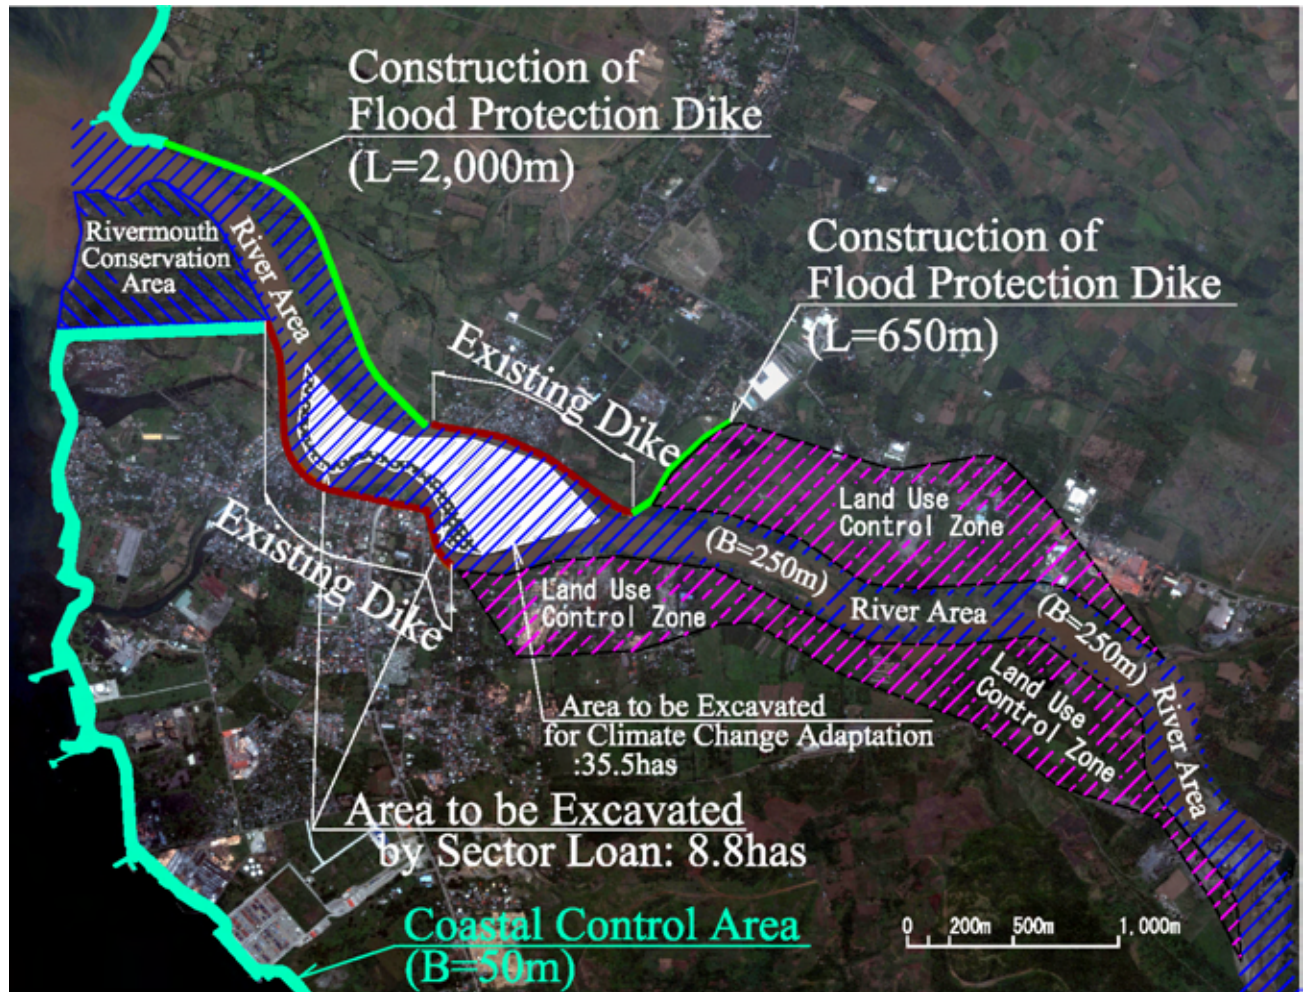 Construction of
Flood Protection Dike
(L=2,000m)
Rivermouth
Conservation
Area
River Area
Construction of
Flood Protection Dike
(L=650m)
Existing Dike
Land Use
Control Zone
(B=250m)
Existing Dike
Land Use
Control Zone
River Area
(B=250m)
Land Use
Control Zone
River Area
Area to be Excavated
for Climate Change Adaptation
:35.5has
Area to be Excavated
by Sector Loan: 8.8has
Coastal Control Area
(B=50m)
0 200m 500m 1,000m